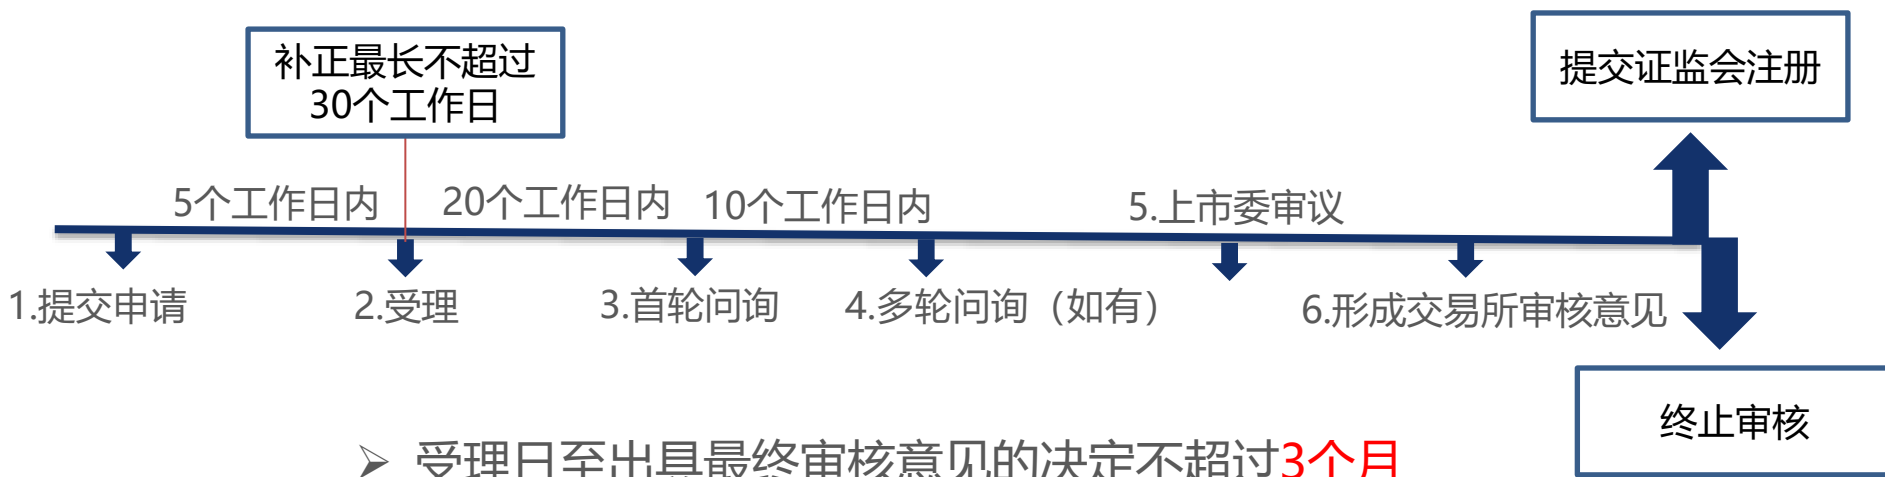 补正最长不超过
30个工作日
提交证监会注册
5个工作日内
20个工作日内
10个工作日内
5.上市委审议
1.提交申请
2.受理
3.首轮问询
4.多轮问询（如有）
6.形成交易所审核意见
终止审核
➢ 受理日至出具最终审核意见的决定不超过3个月